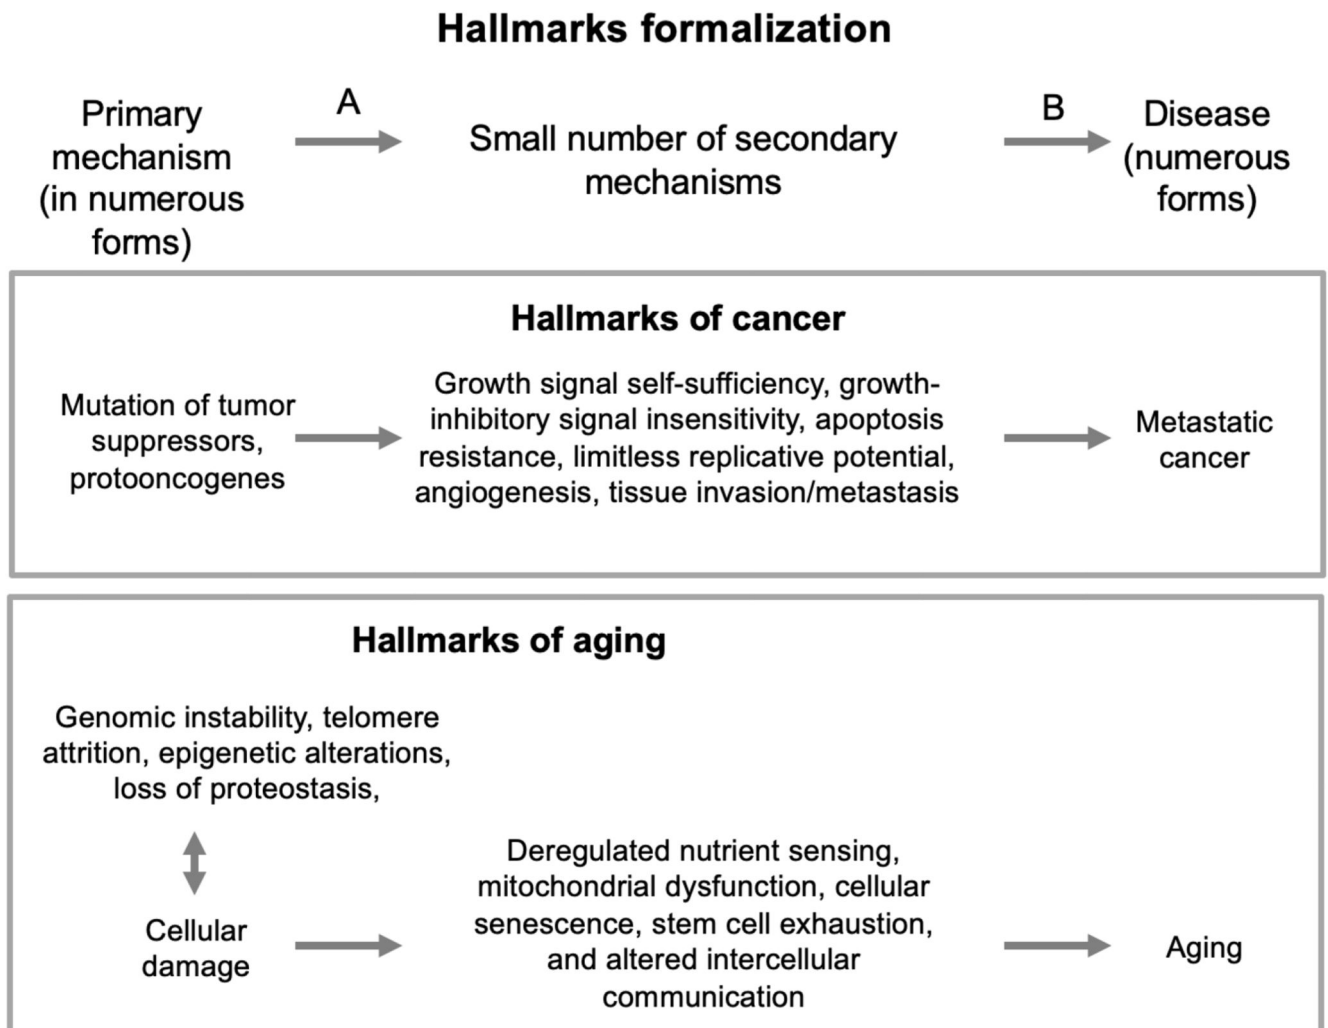 Hallmarks formalization
Primary
mechanism
(in numerous
forms)
A
Small number of secondary
mechanisms
B
Disease
(numerous
forms)
Hallmarks of cancer
Mutation of tumor
suppressors,
protooncogenes
Growth signal self-sufficiency, growth-
inhibitory signal insensitivity, apoptosis
resistance, limitless replicative potential,
angiogenesis, tissue invasion/metastasis
Metastatic
cancer
Hallmarks of aging
Genomic instability, telomere
attrition, epigenetic alterations,
loss of proteostasis,
Cellular
damage
Deregulated nutrient sensing,
mitochondrial dysfunction, cellular
senescence, stem cell exhaustion,
and altered intercellular
communication
Aging